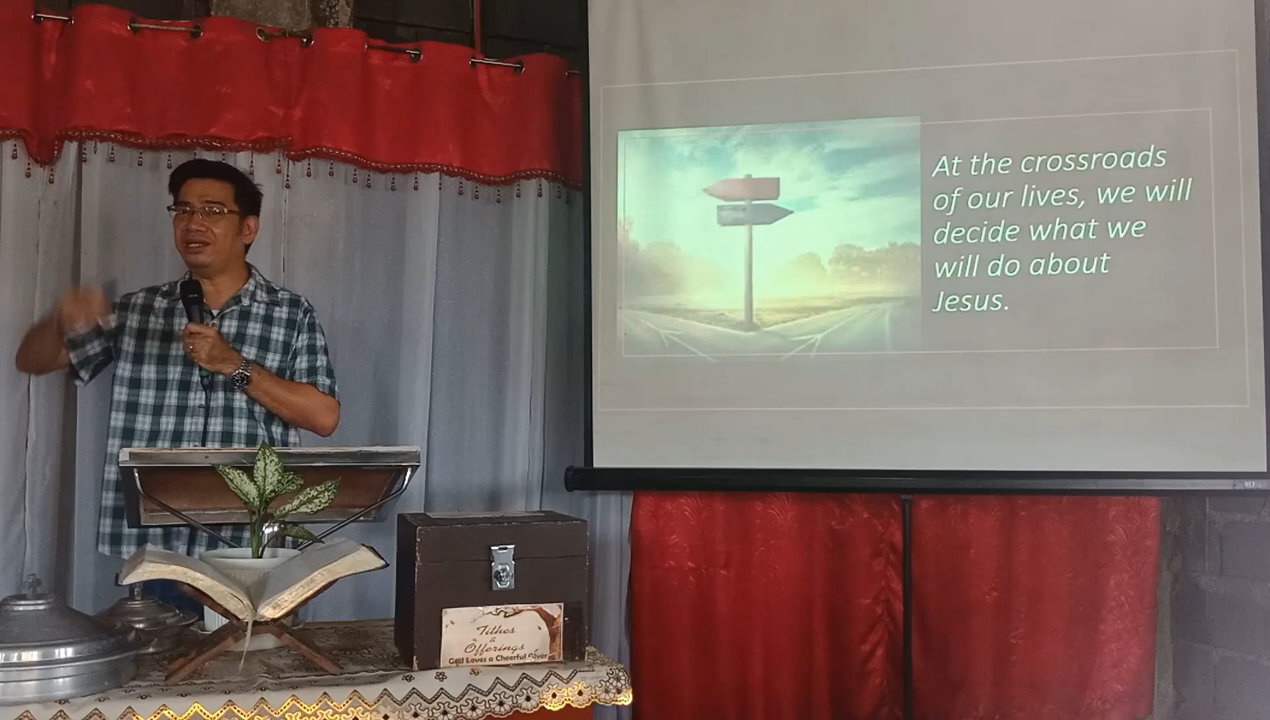 At the crossroads
of our lives, we will
decide what we
will do about
Jesus.
Tithes
&
Offerings
God Loves a Cheerful Giver